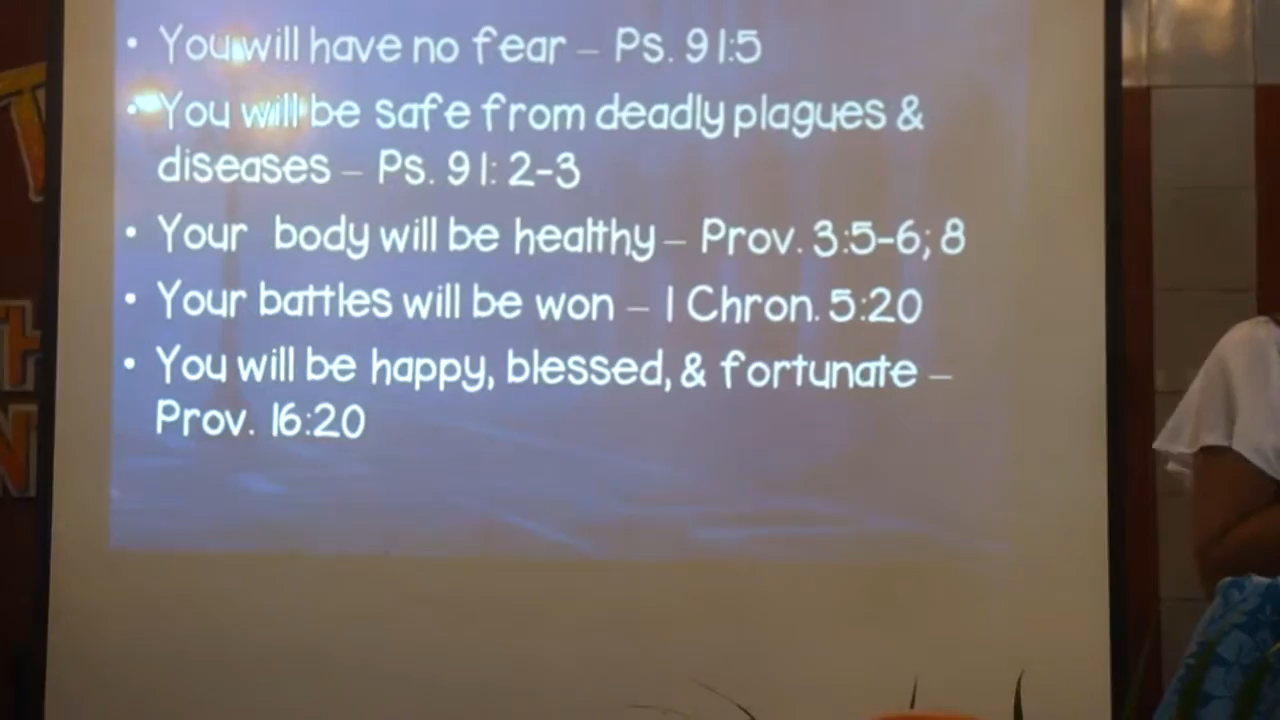 • You will have no fear – Ps. 91:5
• You will be safe from deadly plagues &
diseases – Ps. 91: 2-3
• Your body will be healthy – Prov. 3:5-6; 8
• Your battles will be won – 1 Chron. 5:20
• You will be happy, blessed, & fortunate –
Prov. 16:20